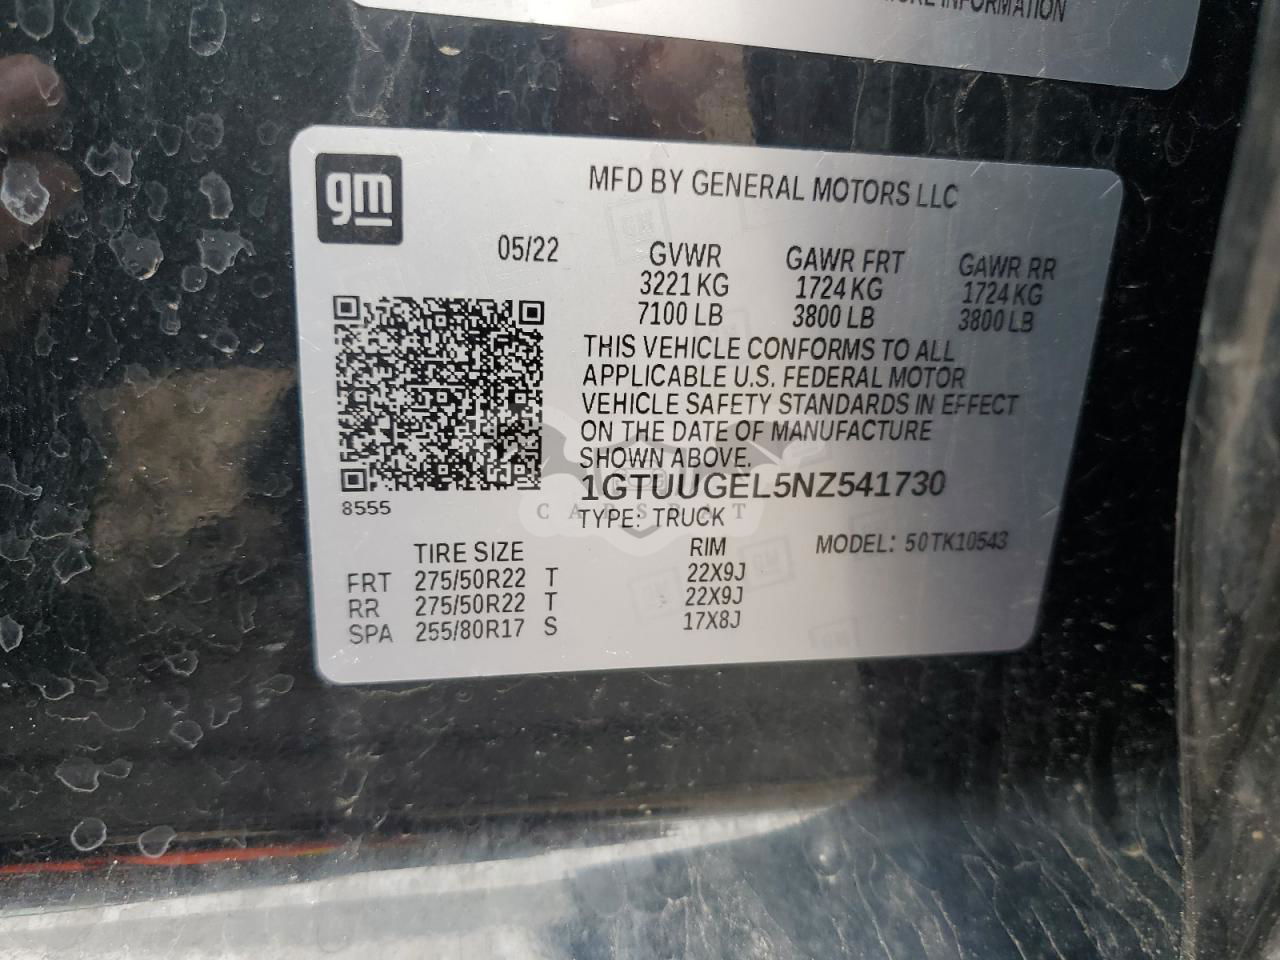 MORE INFORMATION
gm
MFD BY GENERAL MOTORS LLC
05/22
GVWR GAWR FRT GAWR RR
3221 KG 1724 KG 1724 KG
7100 LB 3800 LB 3800 LB
THIS VEHICLE CONFORMS TO ALL
APPLICABLE U.S. FEDERAL MOTOR
VEHICLE SAFETY STANDARDS IN EFFECT
ON THE DATE OF MANUFACTURE
SHOWN ABOVE.
1GTUUGEL5NZ541730
8555
TYPE: TRUCK
TIRE SIZE RIM MODEL: 50TK10543
FRT 275/50R22 T 22X9J
RR 275/50R22 T 22X9J
SPA 255/80R17 S 17X8J